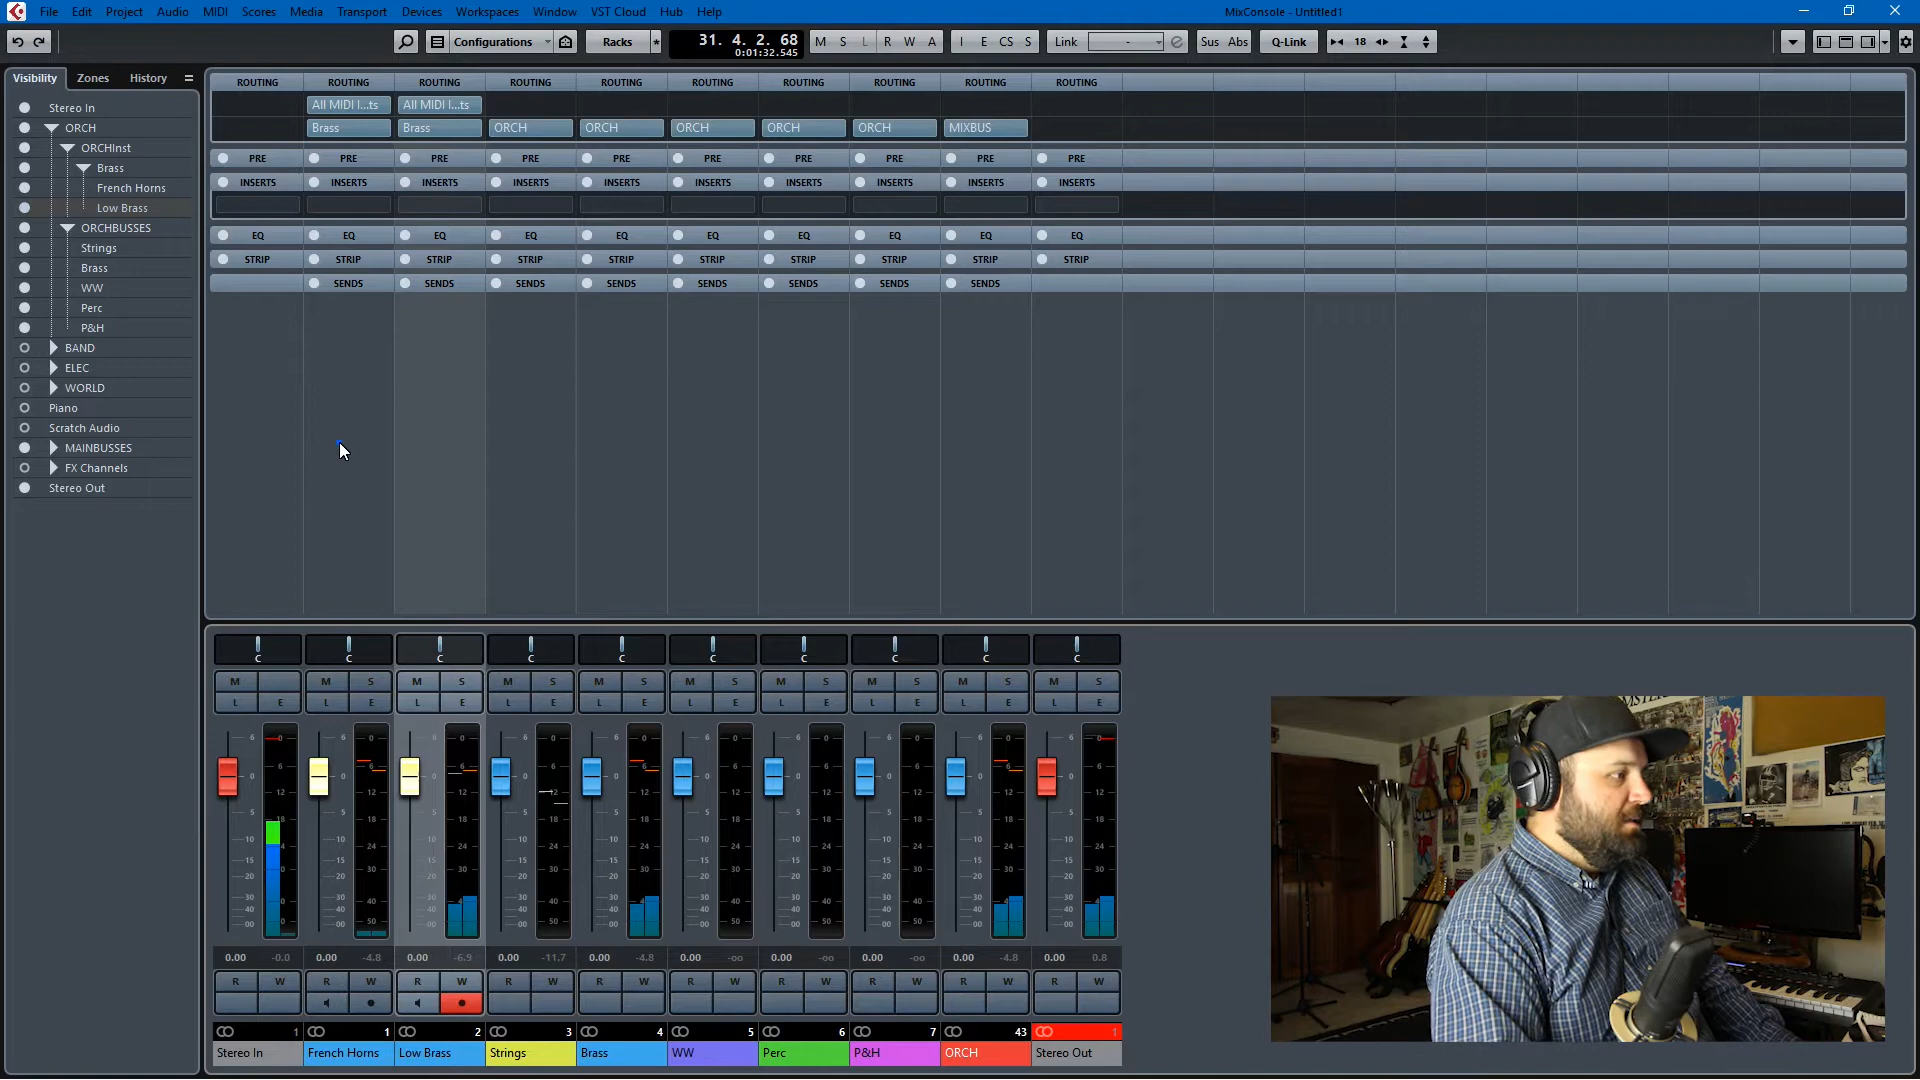 File Edit Project Audio MIDI Scores Media Transport Devices Workspaces Window VST Cloud Hub Help
MixConsole - Untitled1
Configurations Racks
31. 4. 2. 68
0:01:32.545
M S L R W A I E CS S Link - Sus Abs Q-Link 18
Visibility Zones History
Stereo In
ORCH
ORCHInst
Brass
French Horns
Low Brass
ORCHBUSSES
Strings
Brass
WW
Perc
P&H
BAND
ELEC
WORLD
Piano
Scratch Audio
MAINBUSSES
FX Channels
Stereo Out
ROUTING ROUTING ROUTING ROUTING ROUTING ROUTING ROUTING ROUTING ROUTING ROUTING
All MIDI I...ts All MIDI I...ts
Brass Brass ORCH ORCH ORCH ORCH ORCH MIXBUS
PRE PRE PRE PRE PRE PRE PRE PRE PRE PRE
INSERTS INSERTS INSERTS INSERTS INSERTS INSERTS INSERTS INSERTS INSERTS INSERTS
EQ EQ EQ EQ EQ EQ EQ EQ EQ EQ
STRIP STRIP STRIP STRIP STRIP STRIP STRIP STRIP STRIP STRIP
SENDS SENDS SENDS SENDS SENDS SENDS SENDS SENDS
C C C C C C C C C C
M M S M S M S M S M S M S M S M S M S
L E L E L E L E L E L E L E L E L E L E
0.00 -0.0 0.00 -4.8 0.00 -6.9 0.00 -11.7 0.00 -4.8 0.00 -oo 0.00 -oo 0.00 -oo 0.00 -4.8 0.00 0.8
R W R W R W R W R W R W R W R W R W R W
1 1 2 3 4 5 6 7 43 1
Stereo In French Horns Low Brass Strings Brass WW Perc P&H ORCH Stereo Out